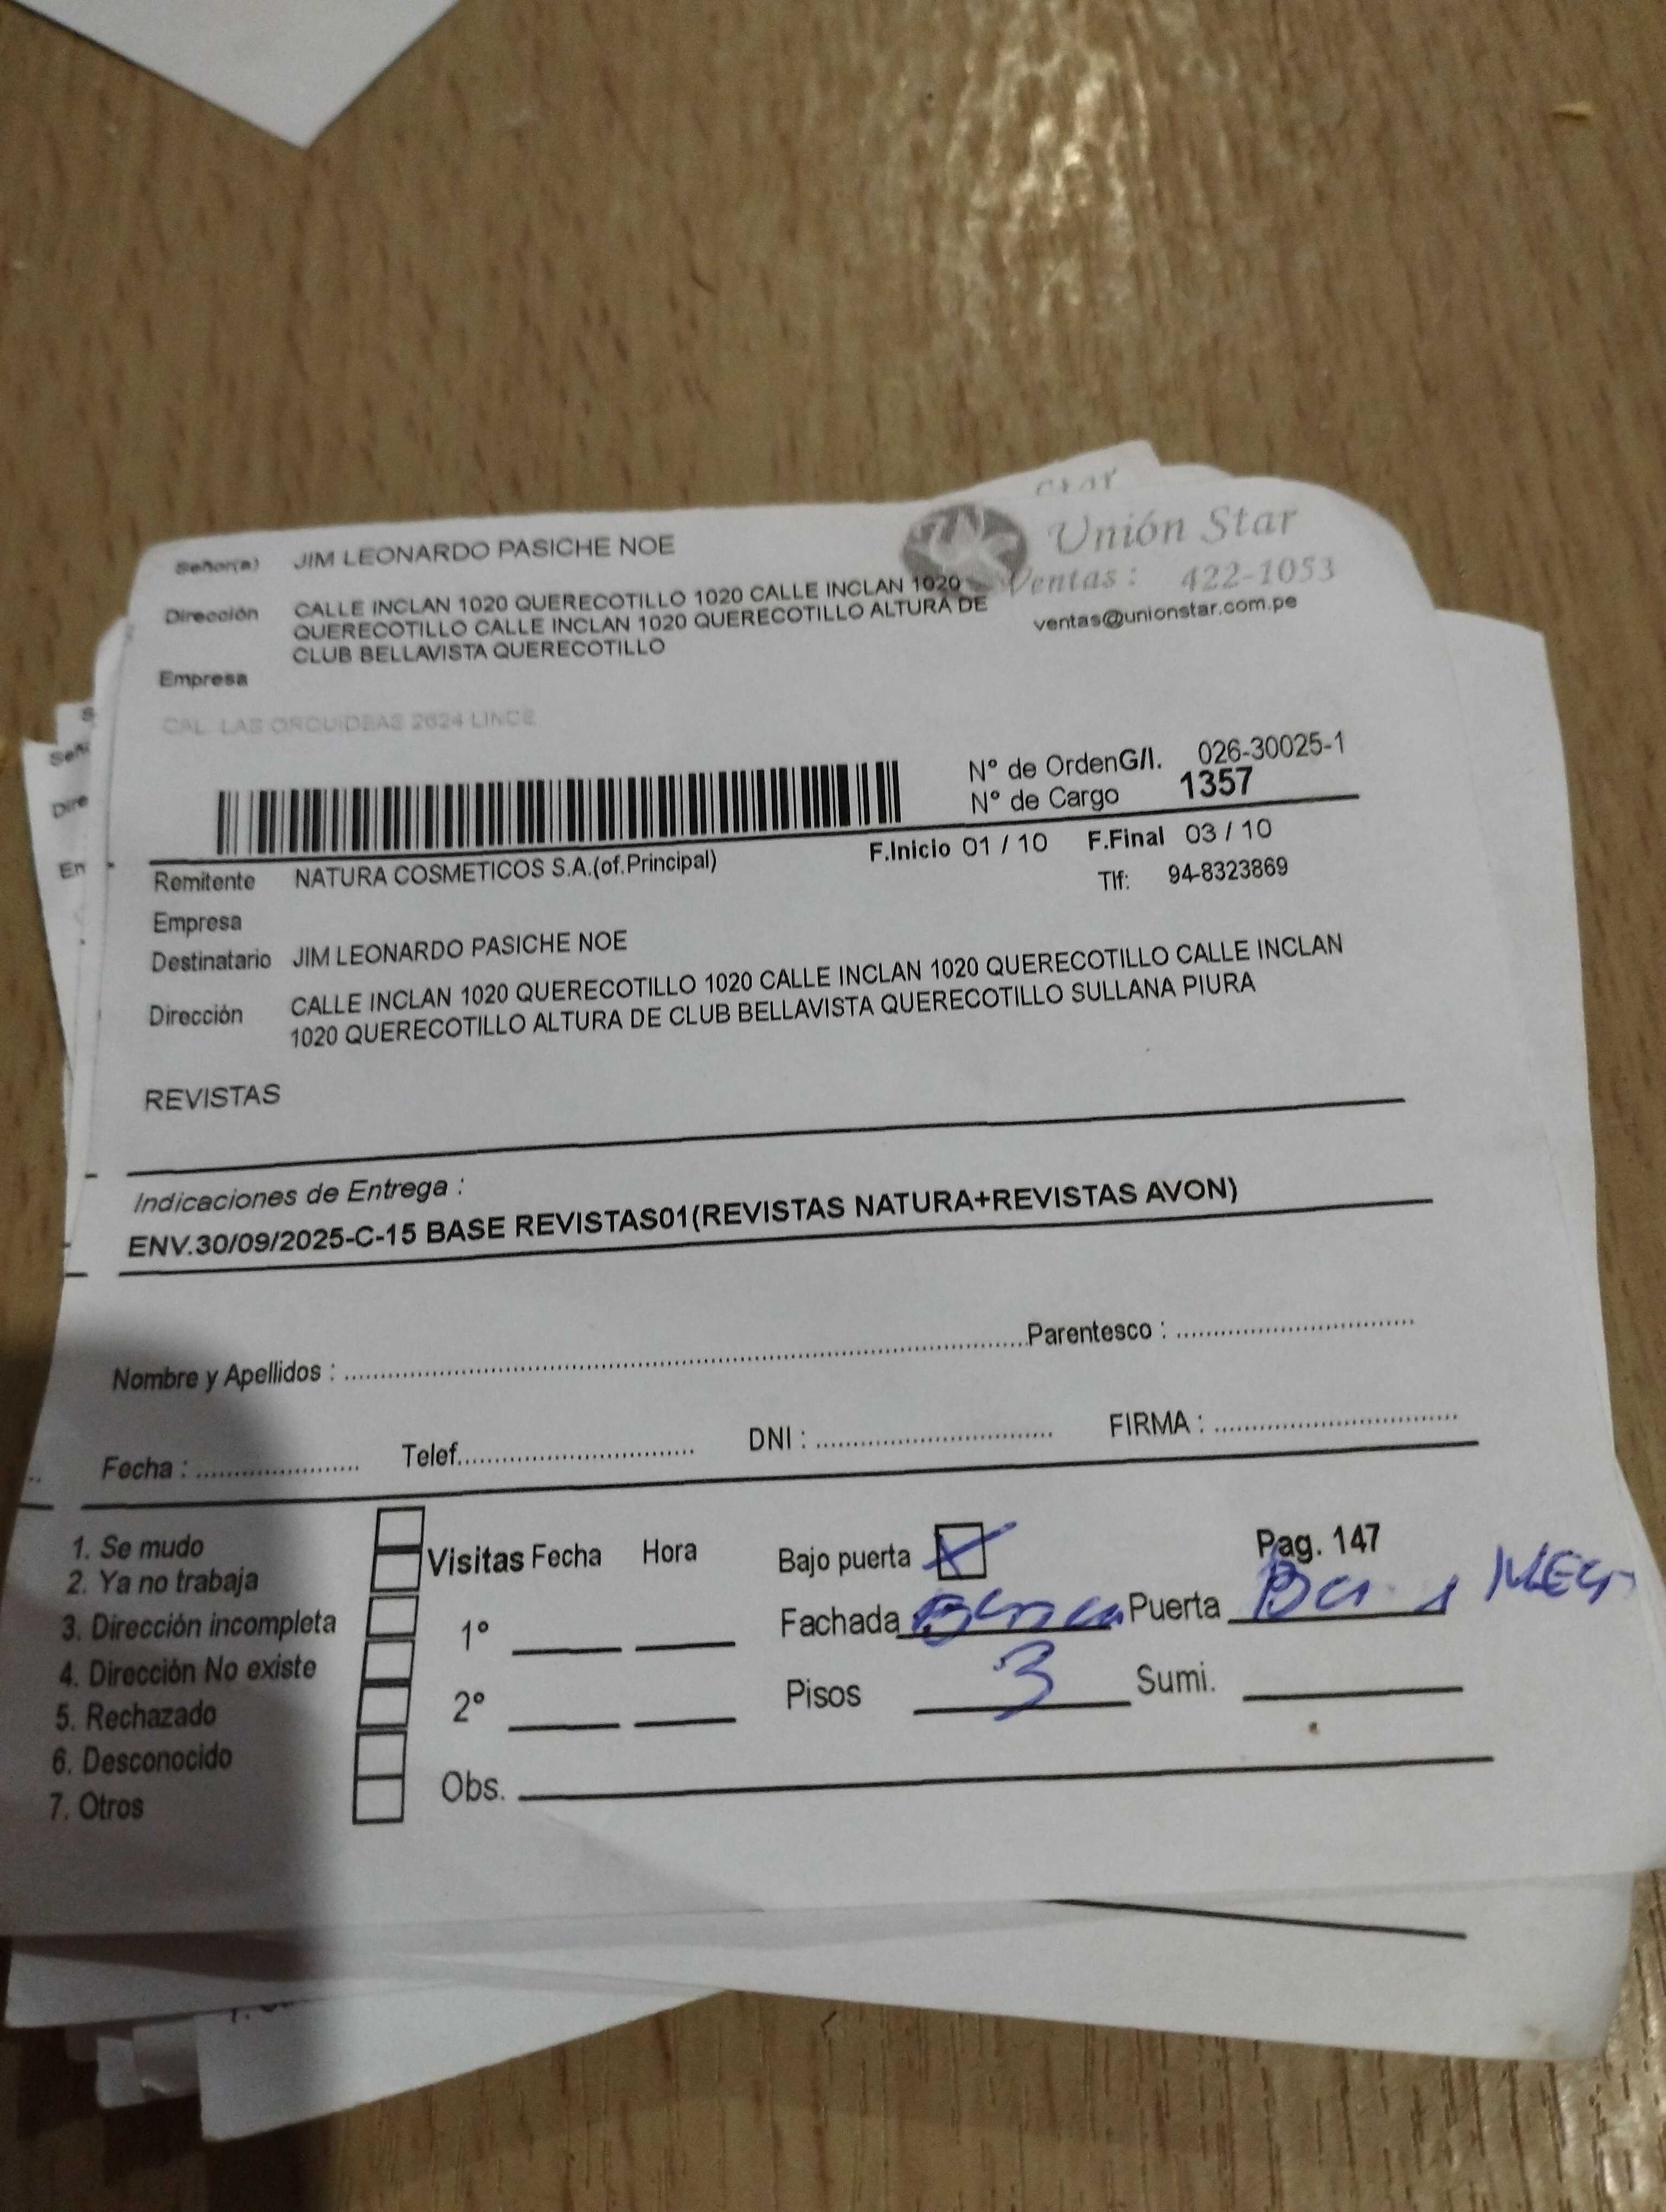 Star
Señor(a) JIM LEONARDO PASICHE NOE
Unión Star
Ventas : 422-1053
ventas@unionstar.com.pe
Dirección CALLE INCLAN 1020 QUERECOTILLO 1020 CALLE INCLAN 1020
QUERECOTILLO CALLE INCLAN 1020 QUERECOTILLO ALTURA DE
CLUB BELLAVISTA QUERECOTILLO
Empresa
CAL. LAS ORQUIDEAS 2624 LINCE
N° de OrdenG/I. 026-30025-1
N° de Cargo 1357
F.Inicio 01 / 10 F.Final 03 / 10
Remitente NATURA COSMETICOS S.A.(of.Principal)
Tlf: 94-8323869
Empresa
Destinatario JIM LEONARDO PASICHE NOE
Dirección CALLE INCLAN 1020 QUERECOTILLO 1020 CALLE INCLAN 1020 QUERECOTILLO CALLE INCLAN
1020 QUERECOTILLO ALTURA DE CLUB BELLAVISTA QUERECOTILLO SULLANA PIURA
REVISTAS
Indicaciones de Entrega :
ENV.30/09/2025-C-15 BASE REVISTAS01(REVISTAS NATURA+REVISTAS AVON)
Nombre y Apellidos : Parentesco :
Fecha : Telef. DNI : FIRMA :
1. Se mudo
2. Ya no trabaja
3. Dirección incompleta
4. Dirección No existe
5. Rechazado
6. Desconocido
7. Otros
Visitas Fecha Hora
1°
2°
Obs.
Bajo puerta X Pag. 147
Fachada Puerta
Pisos 3 Sumi.